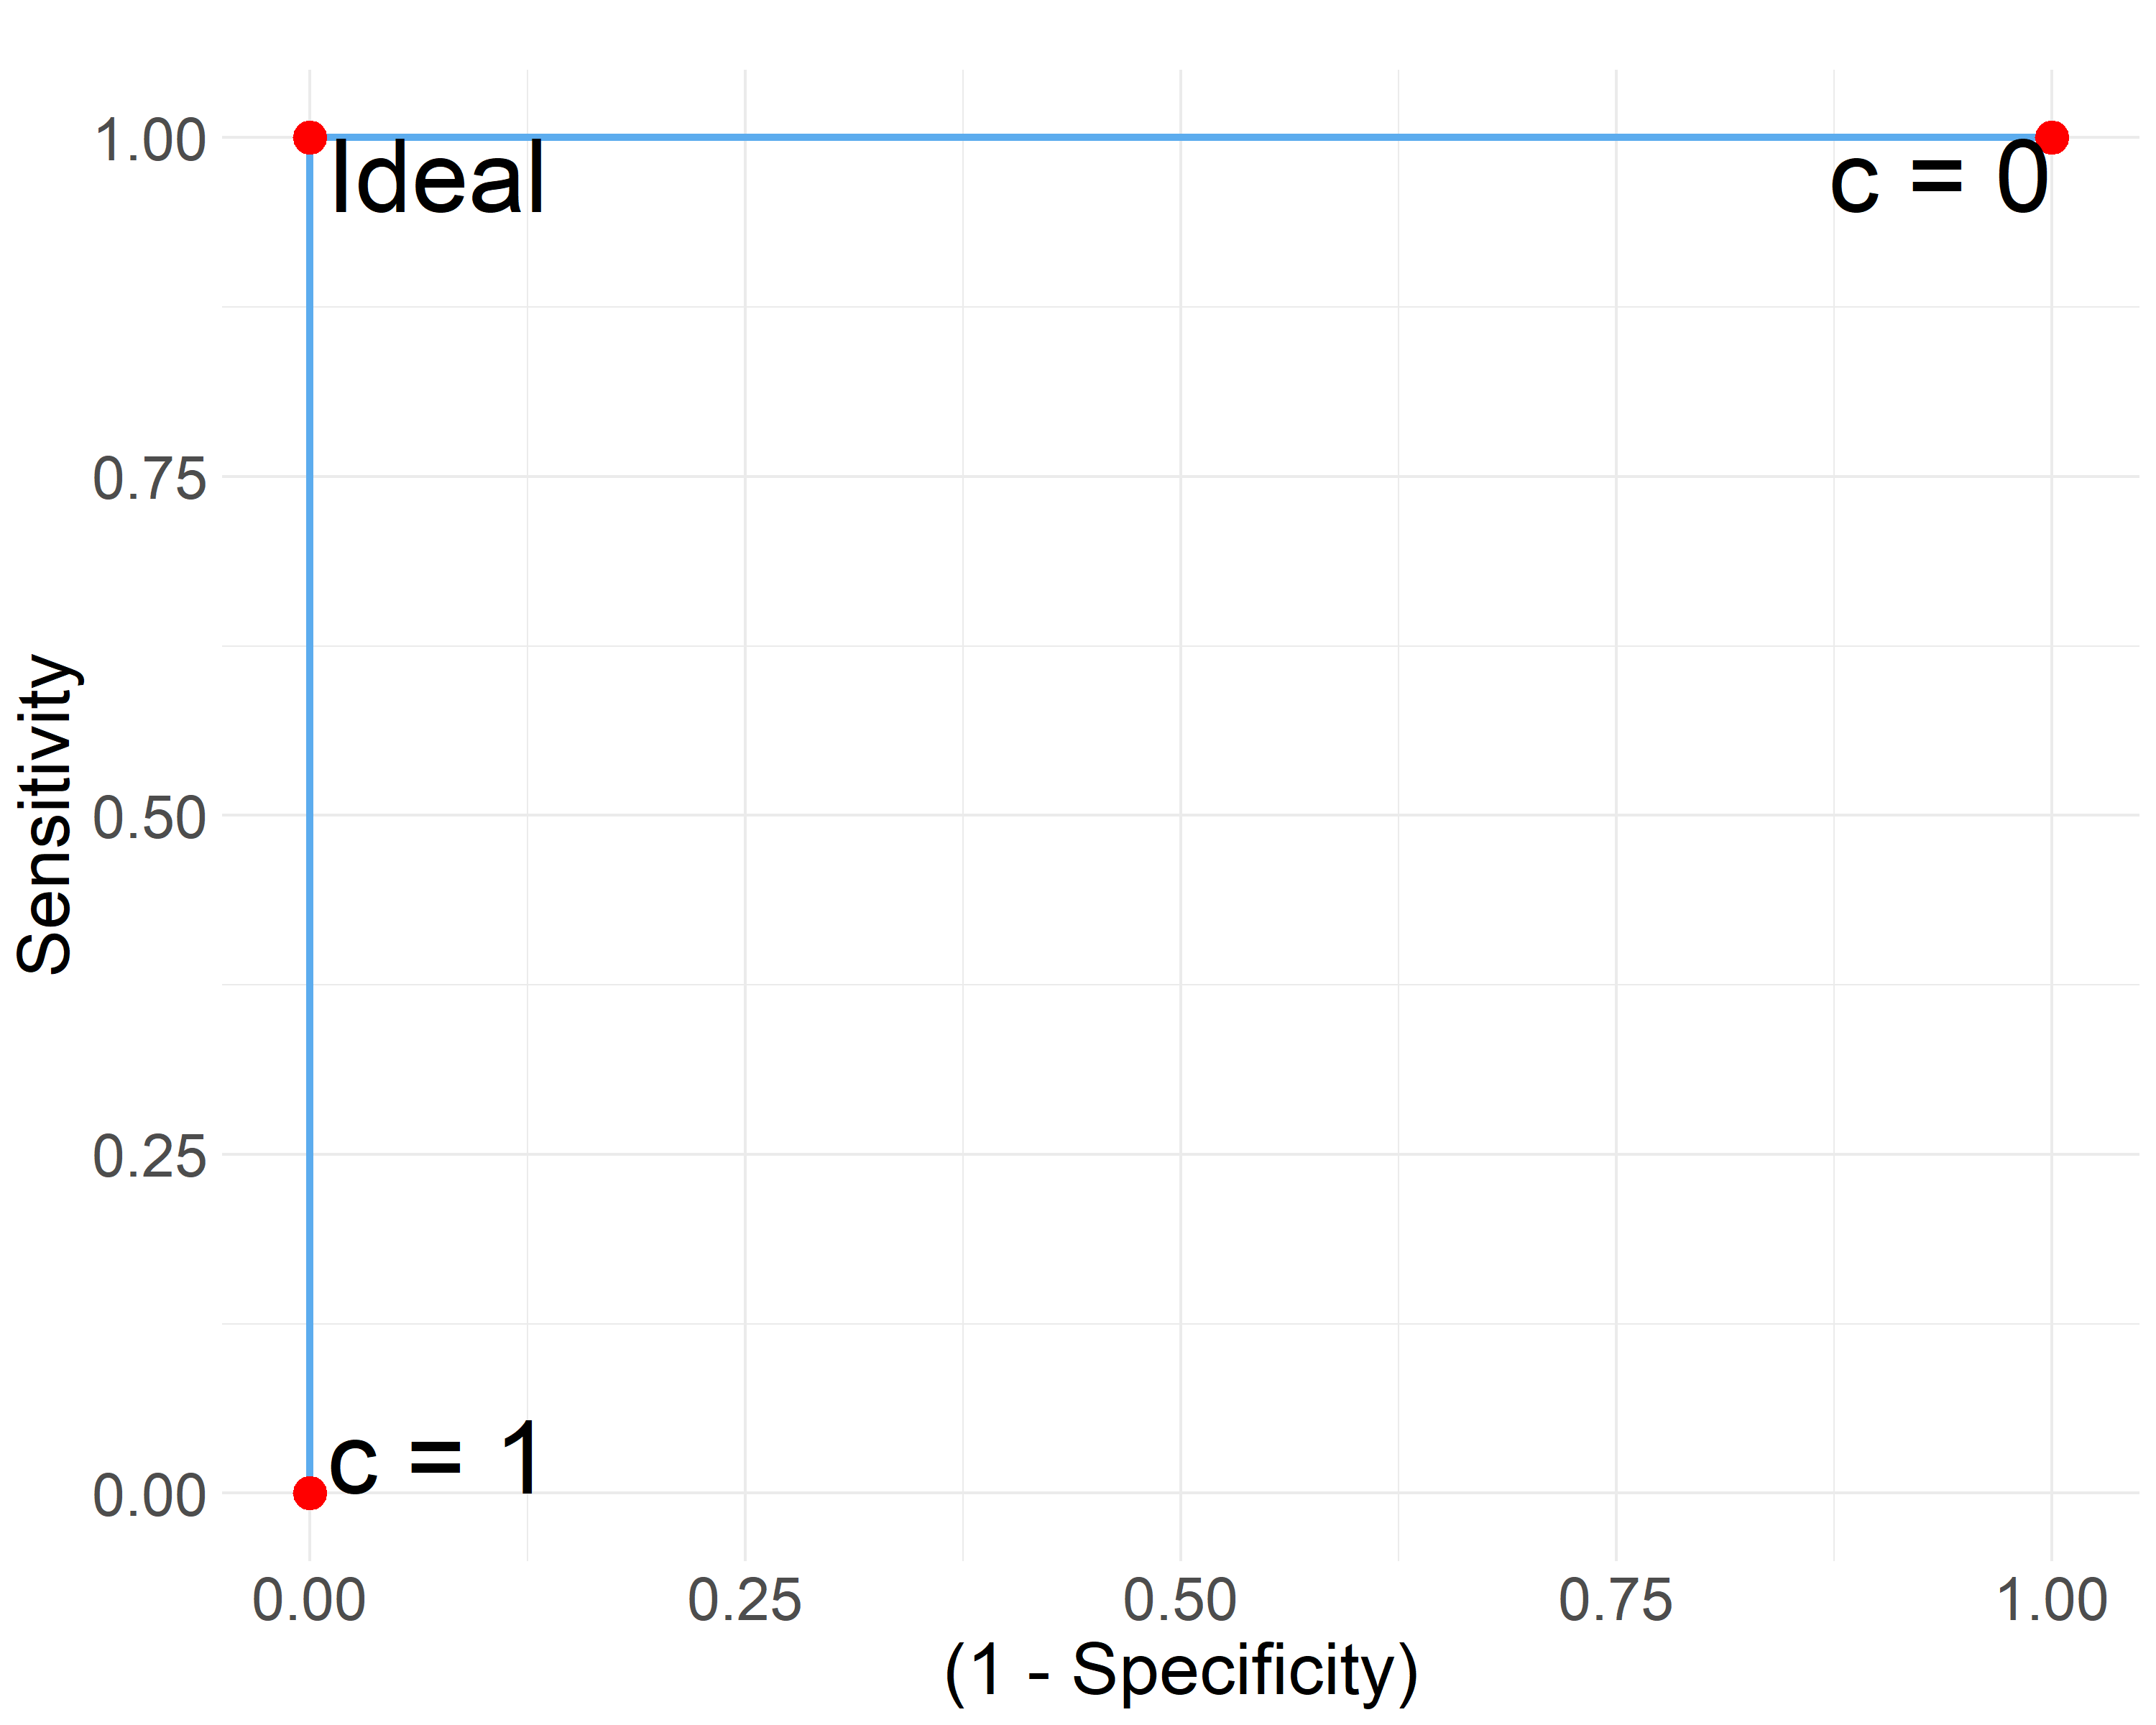 1.00
Ideal
c = 0
0.75
Sensitivity
0.50
0.25
c = 1
0.00
0.00 0.25 0.50 0.75 1.00
(1 - Specificity)